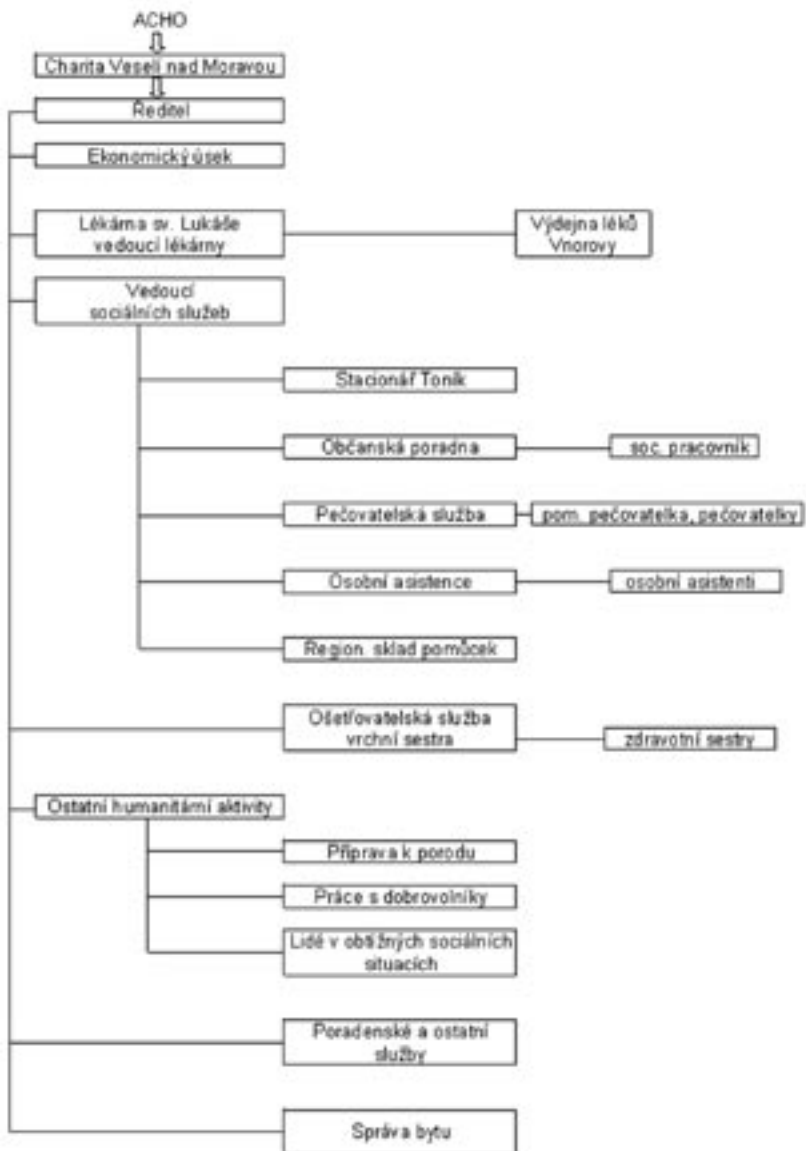 ACHO
Charita Veselí nad Moravou
Ředitel
Ekonomický úsek
Lékárna sv. Lukáše
vedoucí lékárny
Výdejna léků
Vnorovy
Vedoucí
sociálních služeb
Stacionář Toník
Občanská poradna
soc. pracovník
Pečovatelská služba
pom. pečovatelka, pečovatelky
Osobní asistence
osobní asistenti
Region. sklad pomůcek
Ošetřovatelská služba
vrchní sestra
zdravotní sestry
Ostatní humanitární aktivity
Příprava k porodu
Práce s dobrovolníky
Lidé v obtížných sociálních
situacích
Poradenské a ostatní
služby
Správa bytu